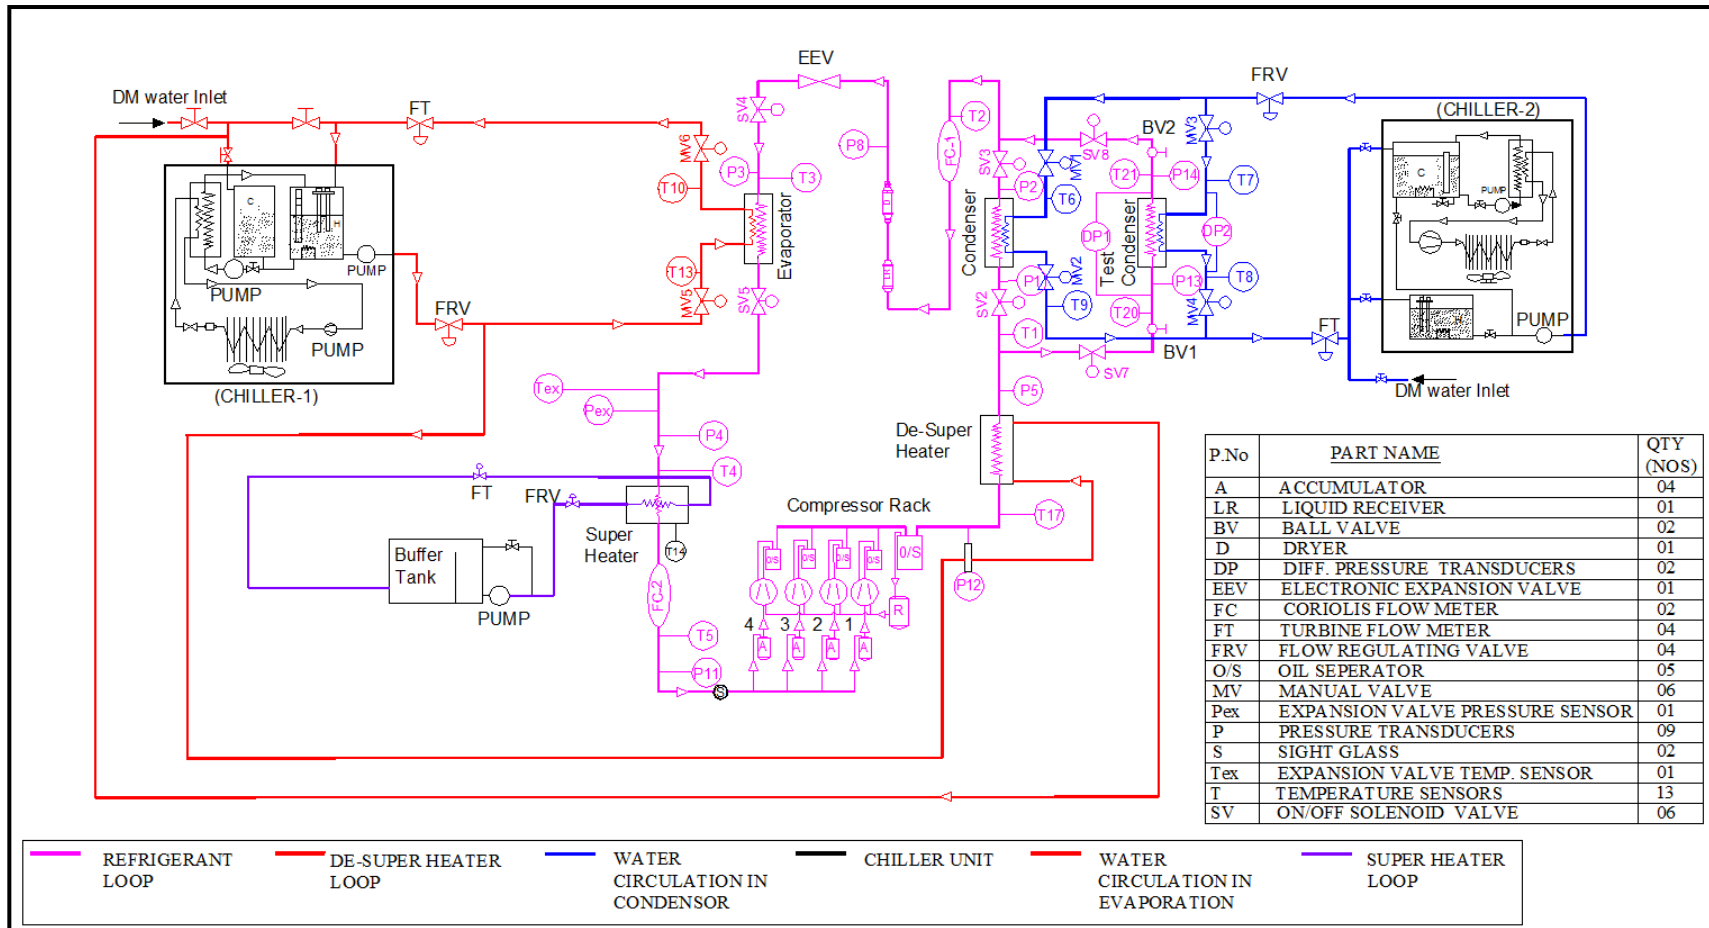 EEV
DM water Inlet
FT
FRV
(CHILLER-2)
SV4
MV6
P3
T3
T10
P8
D
LR
FC-1
T2
SV3
P2
MV1
T6
SV8
BV2
T21
P14
MV3
T7
C
PUMP
H
PUMP
(CHILLER-1)
C
H
PUMP
PUMP
PUMP
FRV
T13
MV5
Evaporator
SV5
Condenser
P1
SV2
MV2
T9
T1
DP1
Test
Condenser
DP2
P13
T20
T8
MV4
BV1
SV7
FT
DM water Inlet
Tex
Pex
P4
T4
P5
De-Super
Heater
FT
FRV
Super
Heater
T14
Buffer
Tank
PUMP
FC-2
T5
P11
S
Compressor Rack
0/S
0/S
0/S
0/S
0/S
R
4
3
2
1
A
A
A
A
T17
P12
P.No PART NAME QTY
(NOS)
A ACCUMULATOR 04
LR LIQUID RECEIVER 01
BV BALL VALVE 02
D DRYER 01
DP DIFF. PRESSURE TRANSDUCERS 02
EEV ELECTRONIC EXPANSION VALVE 01
FC CORIOLIS FLOW METER 02
FT TURBINE FLOW METER 04
FRV FLOW REGULATING VALVE 04
O/S OIL SEPERATOR 05
MV MANUAL VALVE 06
Pex EXPANSION VALVE PRESSURE SENSOR 01
P PRESSURE TRANSDUCERS 09
S SIGHT GLASS 02
Tex EXPANSION VALVE TEMP. SENSOR 01
T TEMPERATURE SENSORS 13
SV ON/OFF SOLENOID VALVE 06
REFRIGERANT
LOOP
DE-SUPER HEATER
LOOP
WATER
CIRCULATION IN
CONDENSOR
CHILLER UNIT
WATER
CIRCULATION IN
EVAPORATION
SUPER HEATER
LOOP